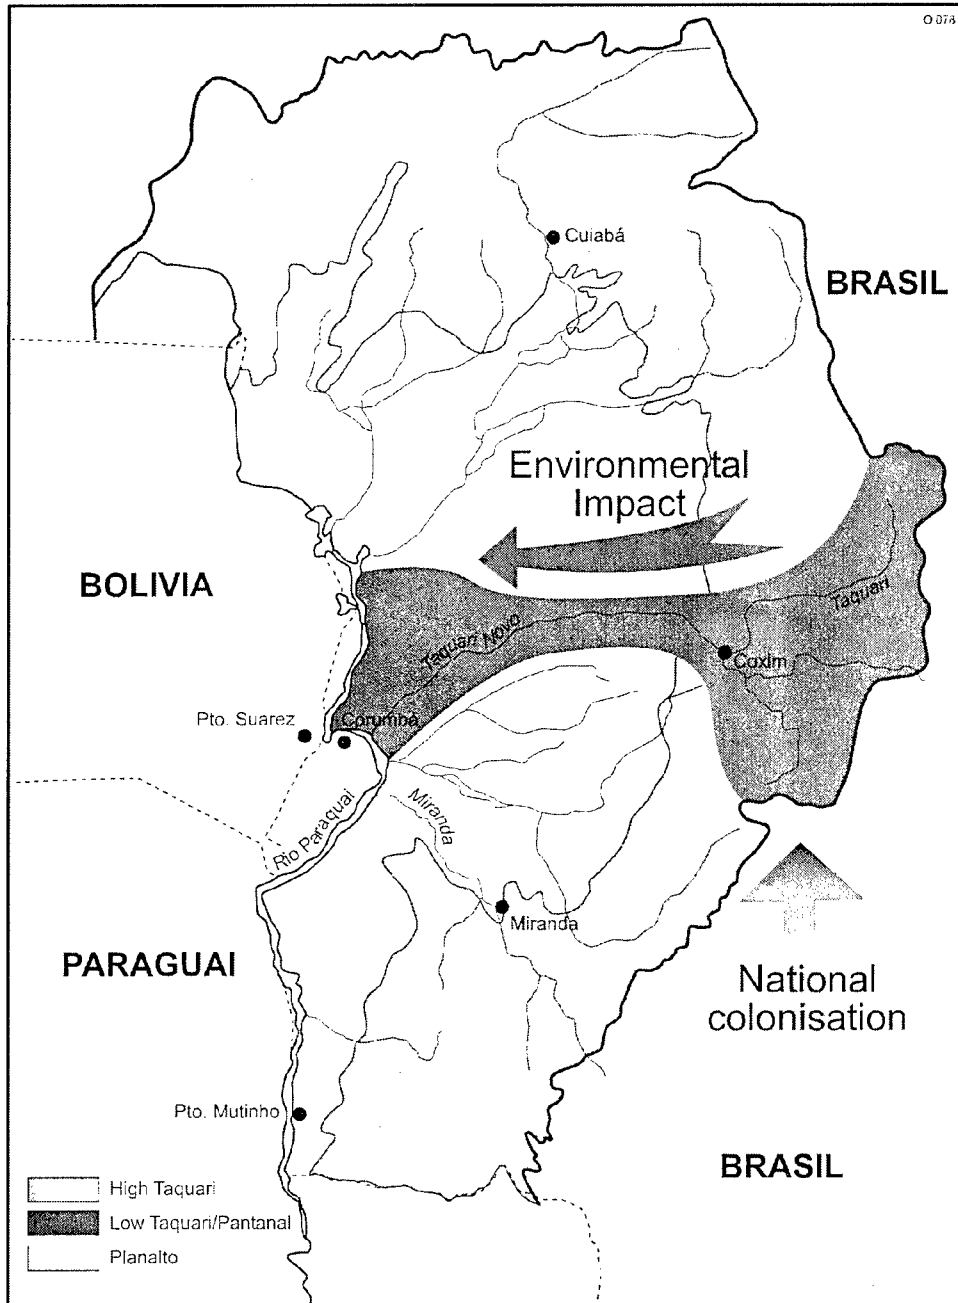 O 078
Cuiabá
BRASIL
Environmental
Impact
BOLIVIA
Taquari
Taquari Novo
Coxim
Pto. Suarez
Corumbá
Rio Paraquai
Miranda
Miranda
PARAGUAI
National
colonisation
Pto. Mutinho
BRASIL
High Taquari
Low Taquari/Pantanal
Planalto